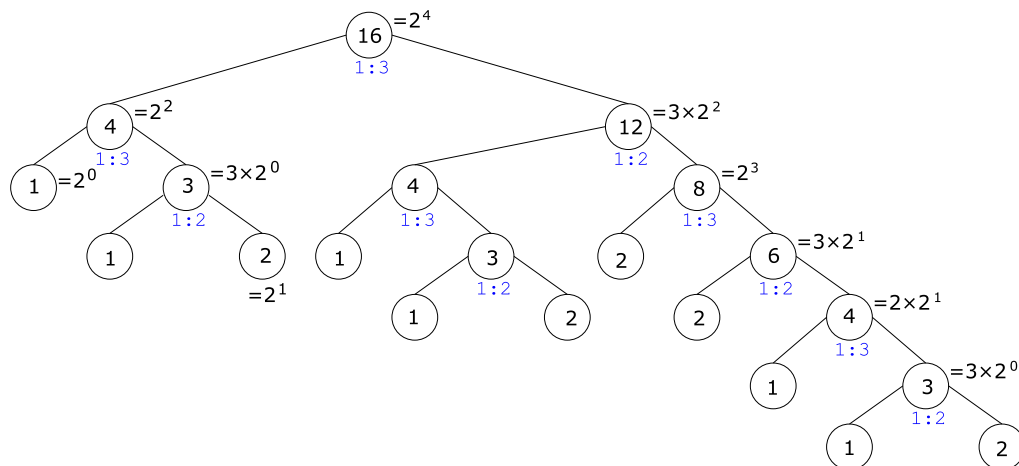 16 =2⁴
1:3
4 =2² 12 =3×2²
1:3 1:2
1 =2⁰ 3 =3×2⁰ 4 8 =2³
1:2 1:3 1:3
1 2 1 3 2 6 =3×2¹
=2¹ 1:2 1:2
1 2 2 4 =2×2¹
1:3
1 3 =3×2⁰
1:2
1 2